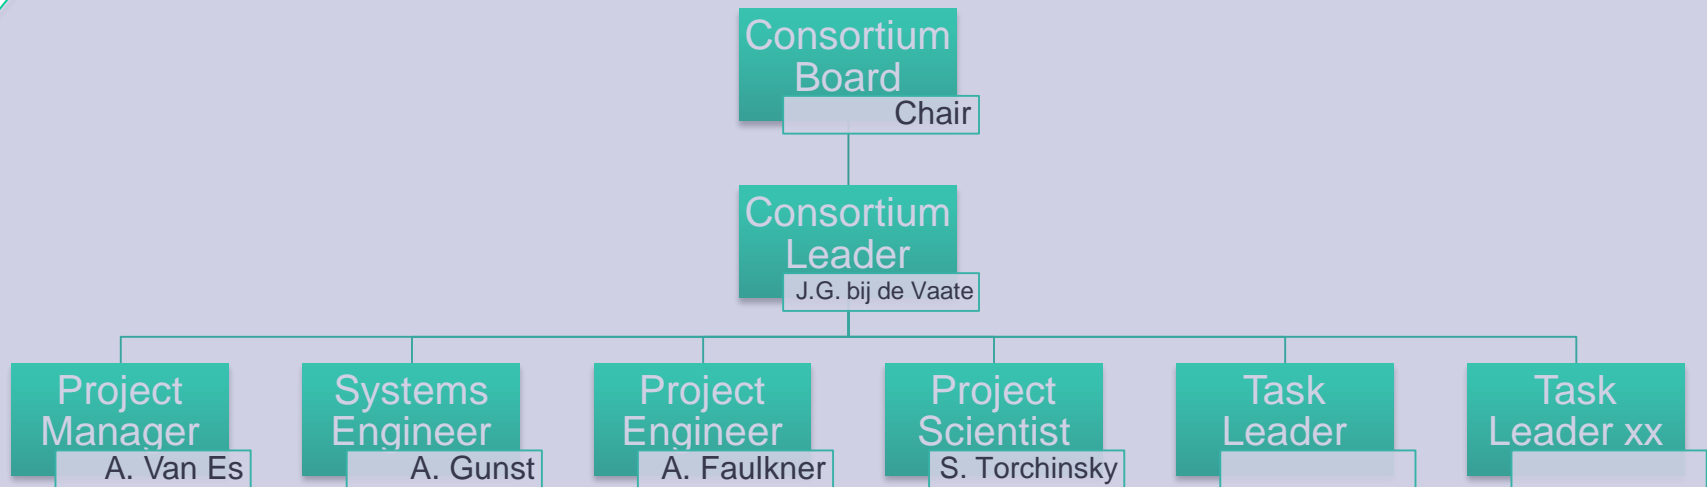 Consortium
Board
Chair
Consortium
Leader
J.G. bij de Vaate
Project
Manager
A. Van Es
Systems
Engineer
A. Gunst
Project
Engineer
A. Faulkner
Project
Scientist
S. Torchinsky
Task
Leader
Task
Leader xx